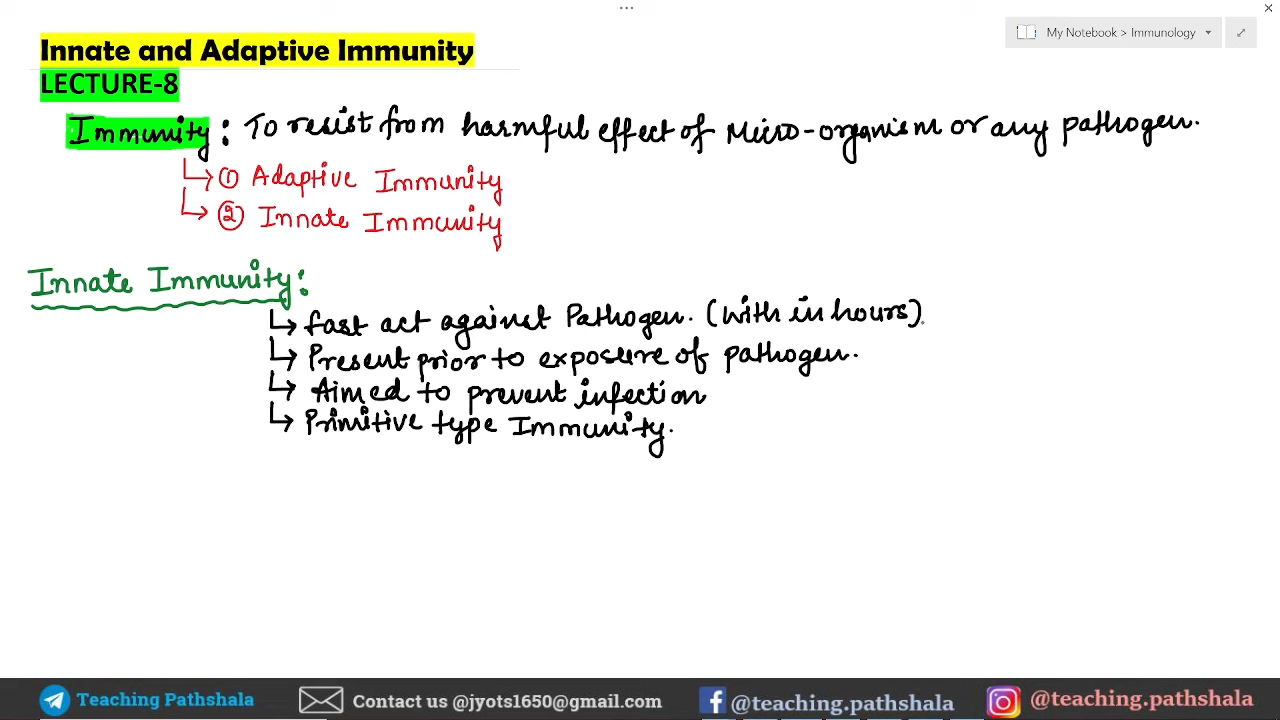 ...
My Notebook > Immunology
Innate and Adaptive Immunity
LECTURE-8
Immunity : To resist from harmful effect of Micro-organism or any pathogen.
① Adaptive Immunity
② Innate Immunity
Innate Immunity:
↳ fast act against Pathogen. (with in hours).
↳ Present prior to exposure of pathogen.
↳ Aimed to prevent infection
↳ Primitive type Immunity.
Teaching Pathshala Contact us @jyots1650@gmail.com @teaching.pathshala @teaching.pathshala